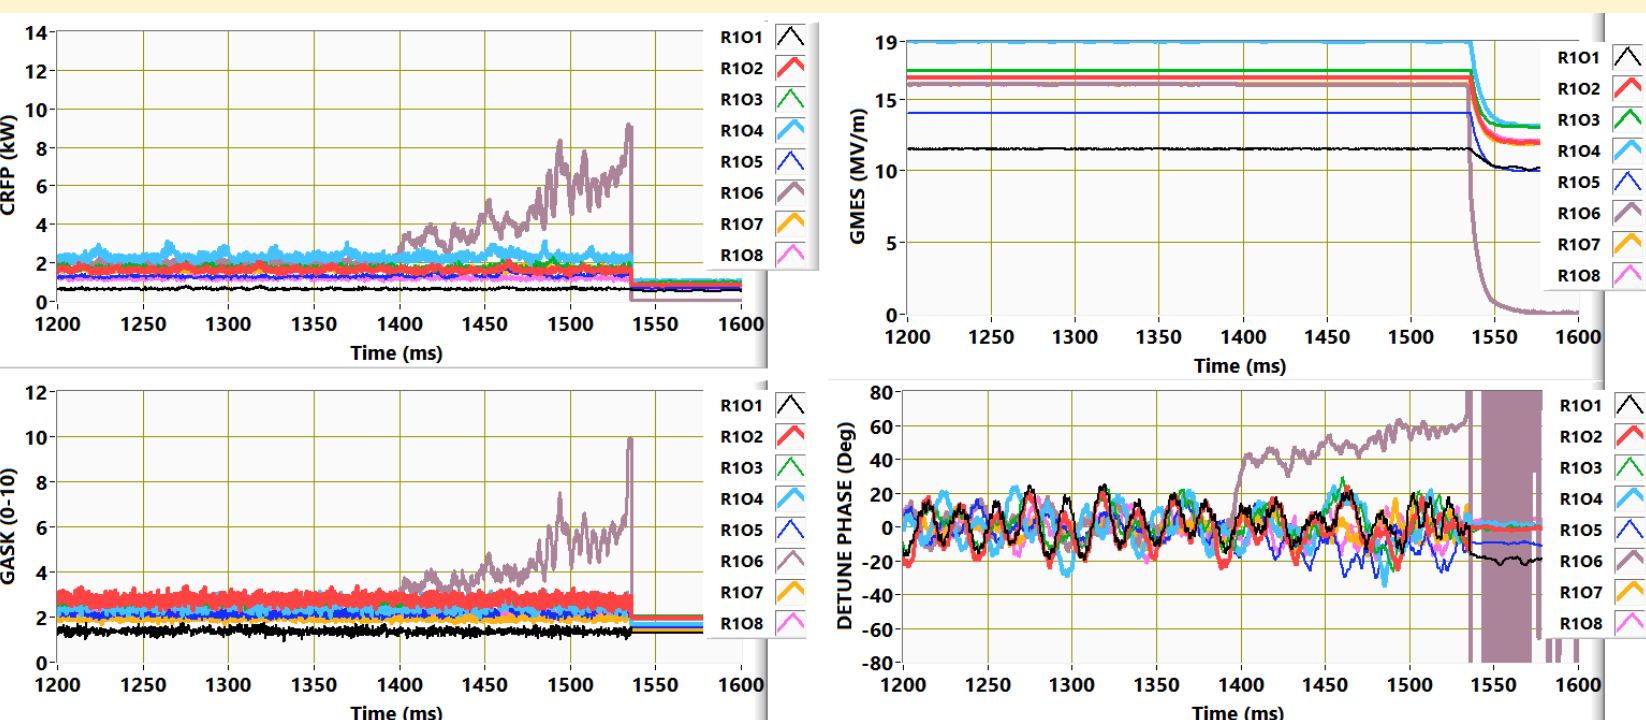 CRFP (kW)
14
12
10
8
6
4
2
0
1200 1250 1300 1350 1400 1450 1500 1550 1600
Time (ms)
R1O1
R1O2
R1O3
R1O4
R1O5
R1O6
R1O7
R1O8
GMES (MV/m)
19
15
10
5
0
1200 1250 1300 1350 1400 1450 1500 1550 1600
Time (ms)
R1O1
R1O2
R1O3
R1O4
R1O5
R1O6
R1O7
R1O8
GASK (0-10)
12
10
8
6
4
2
0
1200 1250 1300 1350 1400 1450 1500 1550 1600
Time (ms)
R1O1
R1O2
R1O3
R1O4
R1O5
R1O6
R1O7
R1O8
DETUNE PHASE (Deg)
80
60
40
20
0
-20
-40
-60
-80
1200 1250 1300 1350 1400 1450 1500 1550 1600
Time (ms)
R1O1
R1O2
R1O3
R1O4
R1O5
R1O6
R1O7
R1O8